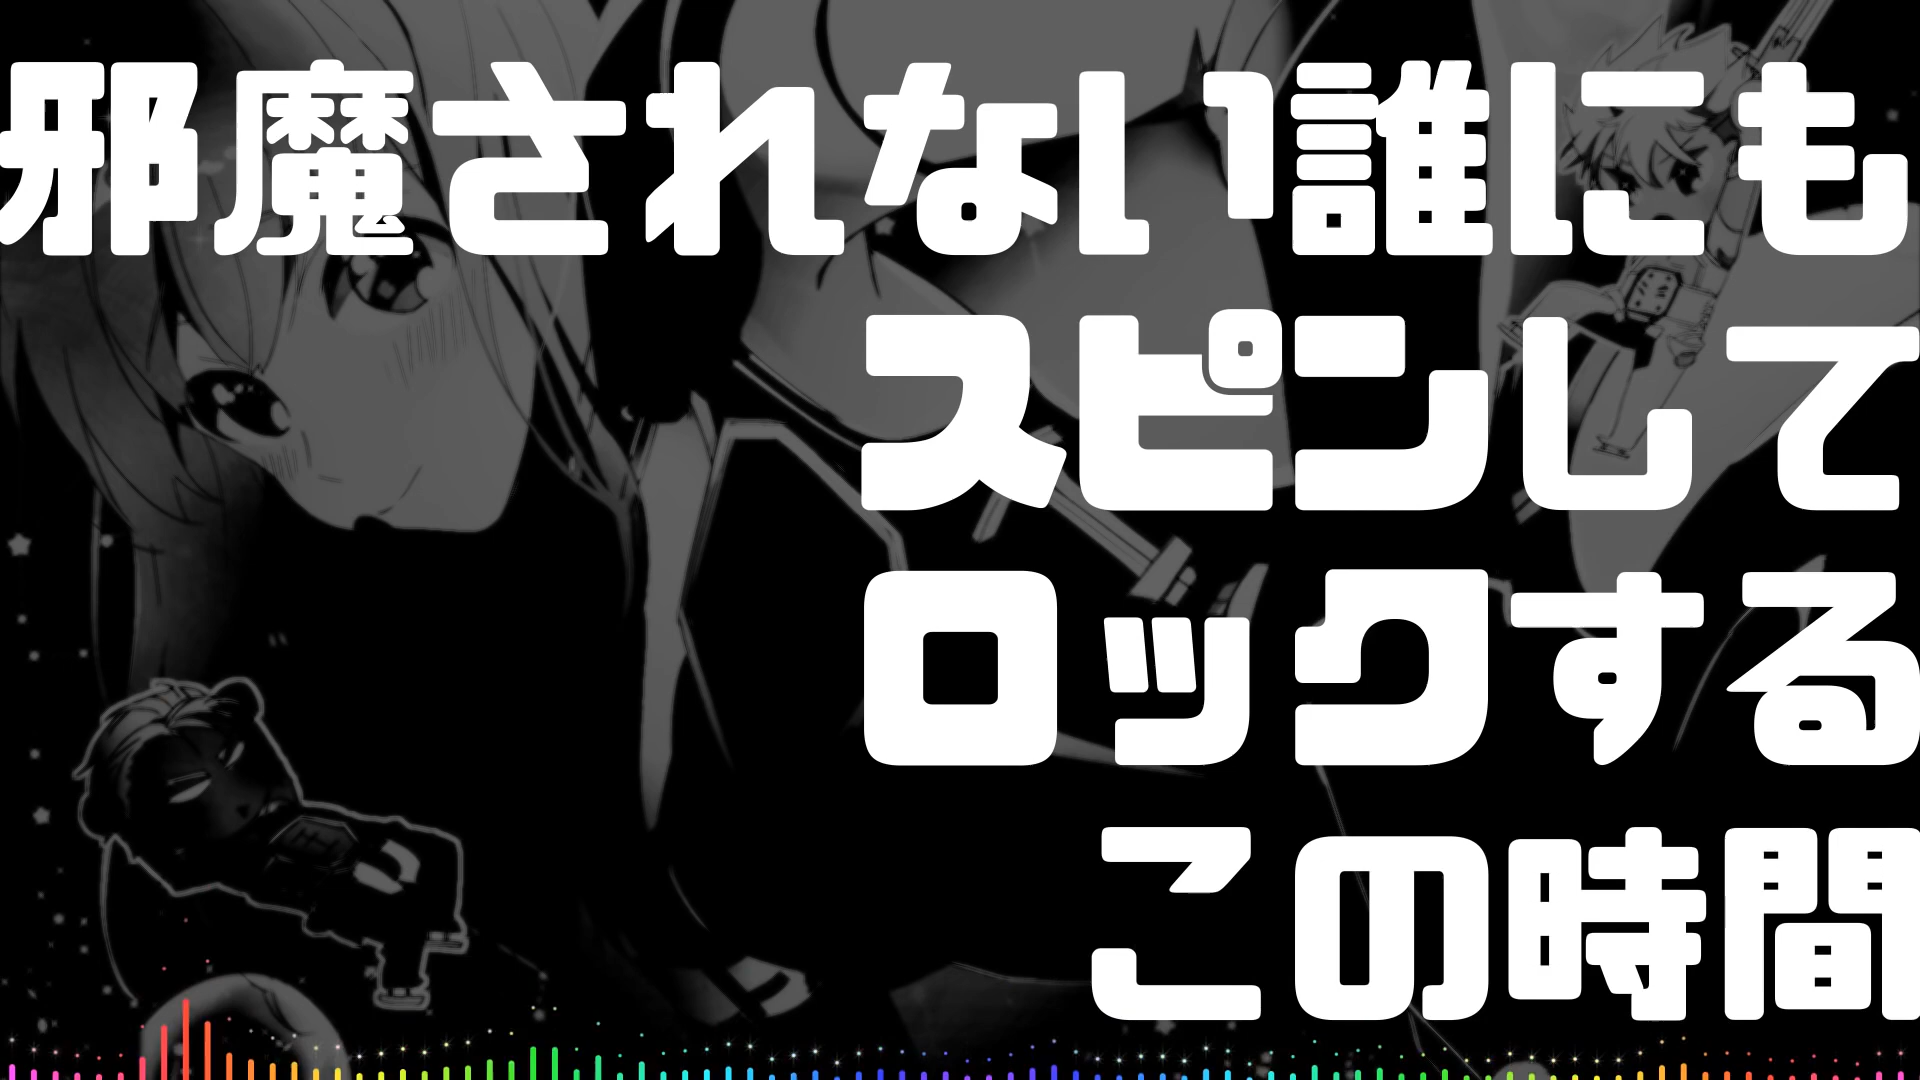 邪魔されない誰にも
スピンして
ロックする
この時間